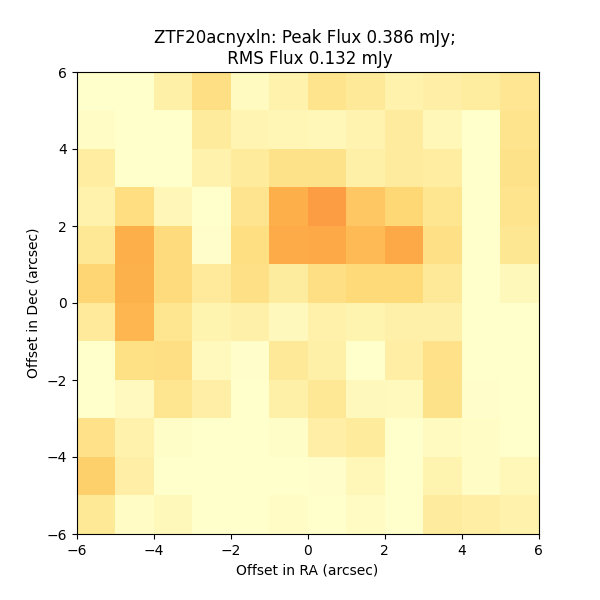 ZTF20acnyxln: Peak Flux 0.386 mJy;
RMS Flux 0.132 mJy
6
4
2
0
−2
−4
−6
Offset in Dec (arcsec)
−6 −4 −2 0 2 4 6
Offset in RA (arcsec)